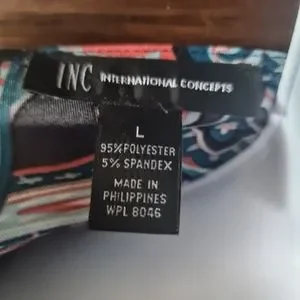 INC INTERNATIONAL CONCEPTS
L
95%POLYESTER
5% SPANDEX
MADE IN
PHILIPPINES
WPL 8046